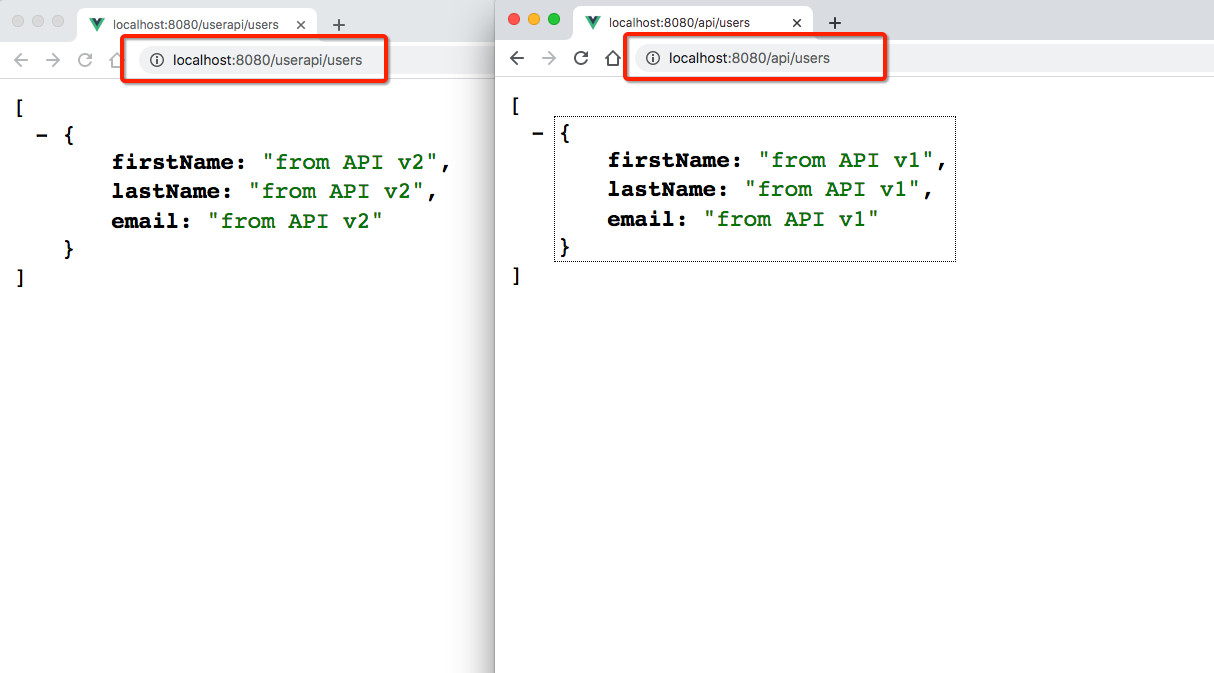 localhost:8080/userapi/users
localhost:8080/userapi/users
[
- {
firstName: "from API v2",
lastName: "from API v2",
email: "from API v2"
}
]
localhost:8080/api/users
localhost:8080/api/users
[
- {
firstName: "from API v1",
lastName: "from API v1",
email: "from API v1"
}
]